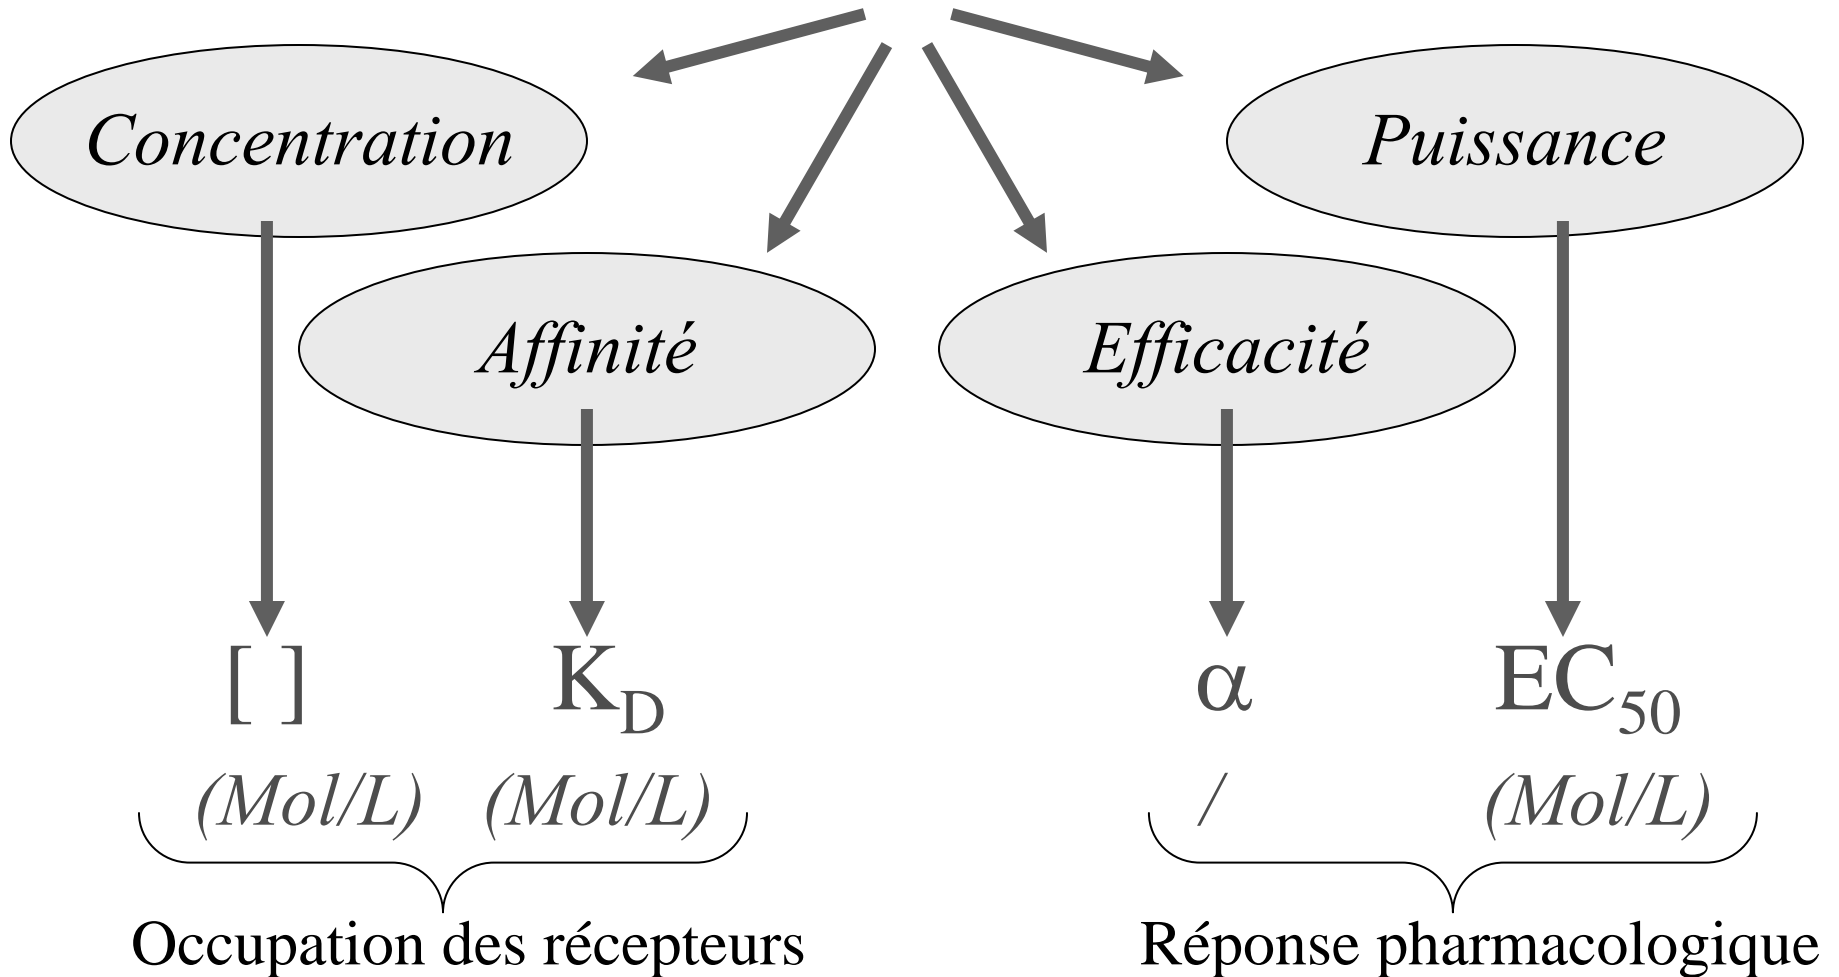 Concentration
Puissance
Affinité
Efficacité
[ ]
K_D
α
EC_50
(Mol/L)
(Mol/L)
/
(Mol/L)
Occupation des récepteurs
Réponse pharmacologique